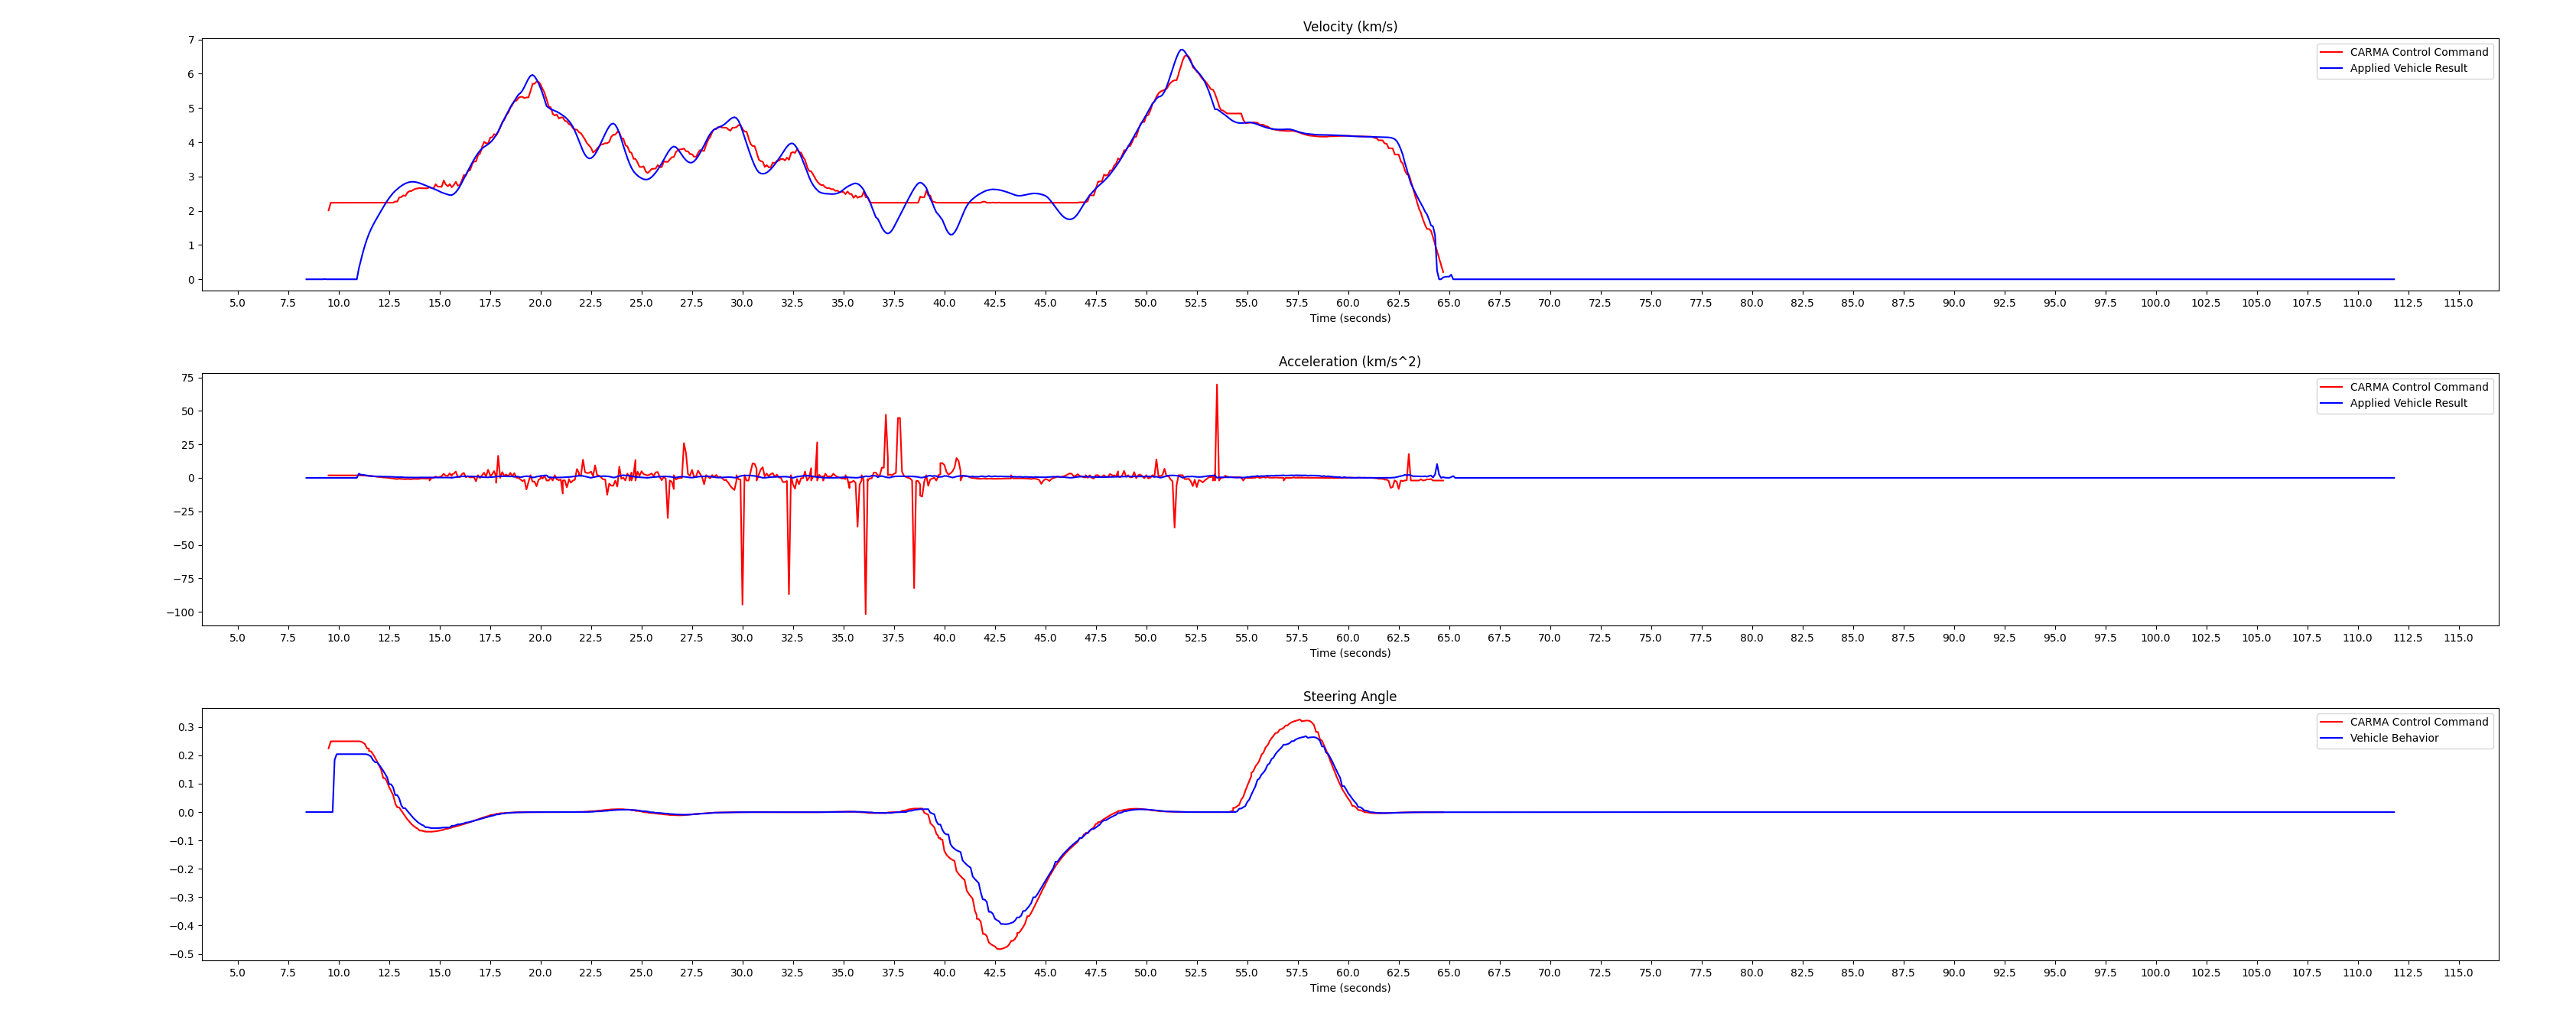 Velocity (km/s)
7
6
5
4
3
2
1
0
CARMA Control Command
Applied Vehicle Result
5.0 7.5 10.0 12.5 15.0 17.5 20.0 22.5 25.0 27.5 30.0 32.5 35.0 37.5 40.0 42.5 45.0 47.5 50.0 52.5 55.0 57.5 60.0 62.5 65.0 67.5 70.0 72.5 75.0 77.5 80.0 82.5 85.0 87.5 90.0 92.5 95.0 97.5 100.0 102.5 105.0 107.5 110.0 112.5 115.0
Time (seconds)
Acceleration (km/s^2)
75
50
25
0
−25
−50
−75
−100
CARMA Control Command
Applied Vehicle Result
5.0 7.5 10.0 12.5 15.0 17.5 20.0 22.5 25.0 27.5 30.0 32.5 35.0 37.5 40.0 42.5 45.0 47.5 50.0 52.5 55.0 57.5 60.0 62.5 65.0 67.5 70.0 72.5 75.0 77.5 80.0 82.5 85.0 87.5 90.0 92.5 95.0 97.5 100.0 102.5 105.0 107.5 110.0 112.5 115.0
Time (seconds)
Steering Angle
0.3
0.2
0.1
0.0
−0.1
−0.2
−0.3
−0.4
−0.5
CARMA Control Command
Vehicle Behavior
5.0 7.5 10.0 12.5 15.0 17.5 20.0 22.5 25.0 27.5 30.0 32.5 35.0 37.5 40.0 42.5 45.0 47.5 50.0 52.5 55.0 57.5 60.0 62.5 65.0 67.5 70.0 72.5 75.0 77.5 80.0 82.5 85.0 87.5 90.0 92.5 95.0 97.5 100.0 102.5 105.0 107.5 110.0 112.5 115.0
Time (seconds)